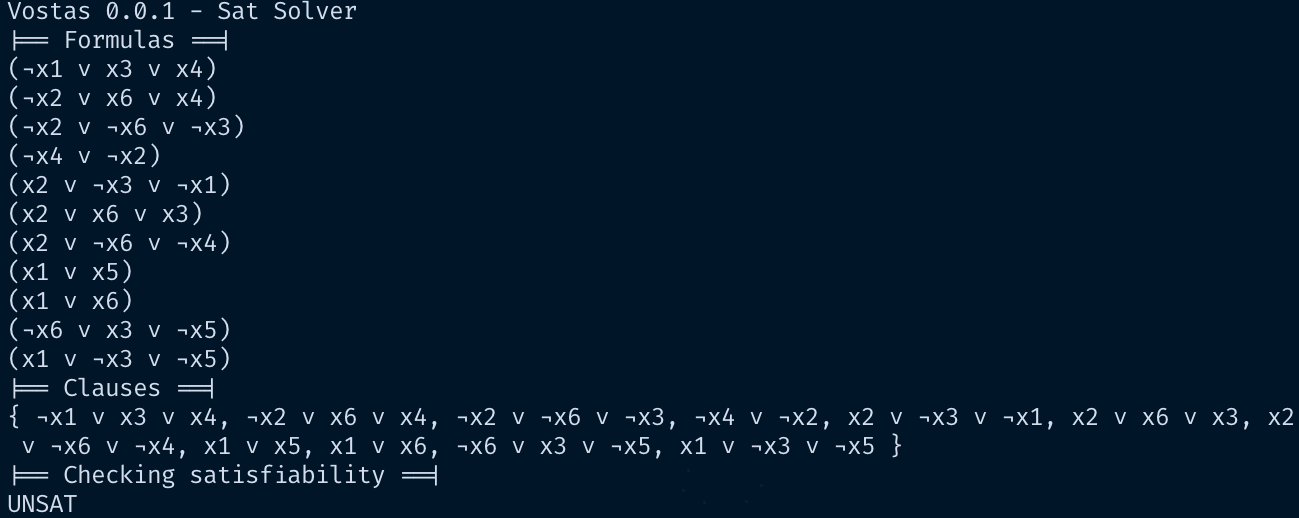 Vostas 0.0.1 - Sat Solver
|== Formulas ==|
(¬x1 ∨ x3 ∨ x4)
(¬x2 ∨ x6 ∨ x4)
(¬x2 ∨ ¬x6 ∨ ¬x3)
(¬x4 ∨ ¬x2)
(x2 ∨ ¬x3 ∨ ¬x1)
(x2 ∨ x6 ∨ x3)
(x2 ∨ ¬x6 ∨ ¬x4)
(x1 ∨ x5)
(x1 ∨ x6)
(¬x6 ∨ x3 ∨ ¬x5)
(x1 ∨ ¬x3 ∨ ¬x5)
|== Clauses ==|
{ ¬x1 ∨ x3 ∨ x4, ¬x2 ∨ x6 ∨ x4, ¬x2 ∨ ¬x6 ∨ ¬x3, ¬x4 ∨ ¬x2, x2 ∨ ¬x3 ∨ ¬x1, x2 ∨ x6 ∨ x3, x2
∨ ¬x6 ∨ ¬x4, x1 ∨ x5, x1 ∨ x6, ¬x6 ∨ x3 ∨ ¬x5, x1 ∨ ¬x3 ∨ ¬x5 }
|== Checking satisfiability ==|
UNSAT